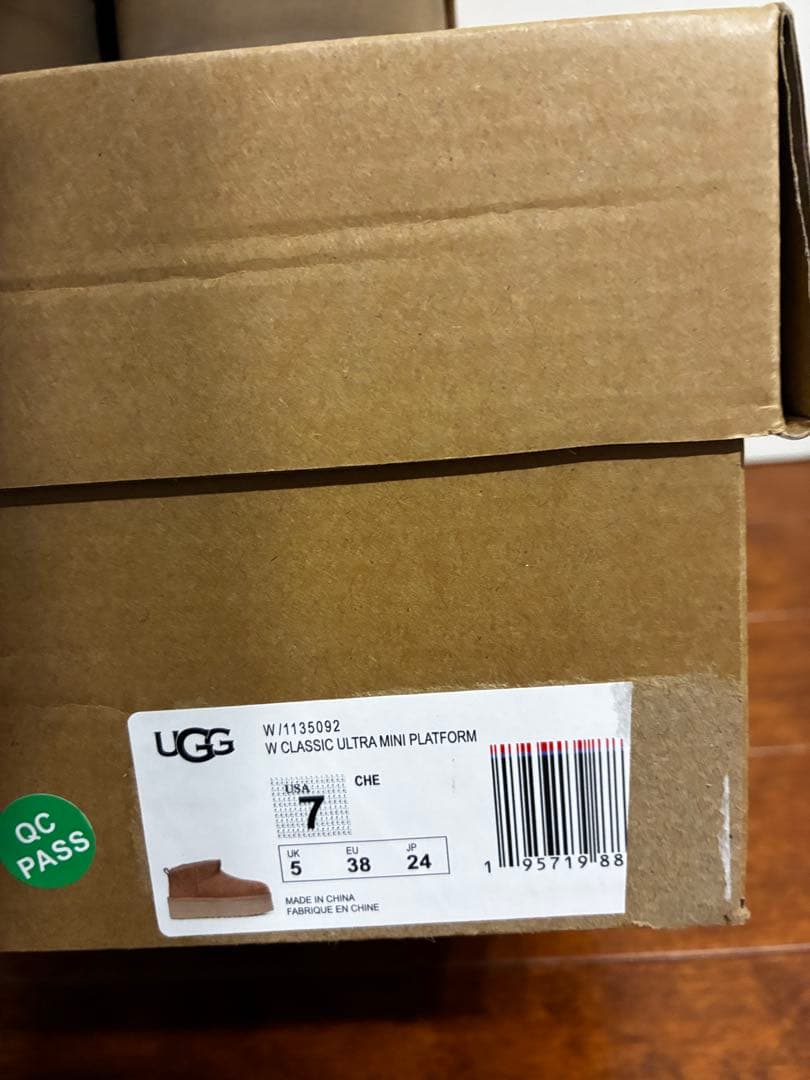 UGG
W/1135092
W CLASSIC ULTRA MINI PLATFORM
USA
7
CHE
UK EU JP
5 38 24
MADE IN CHINA
FABRIQUE EN CHINE
1 95719 88
QC
PASS